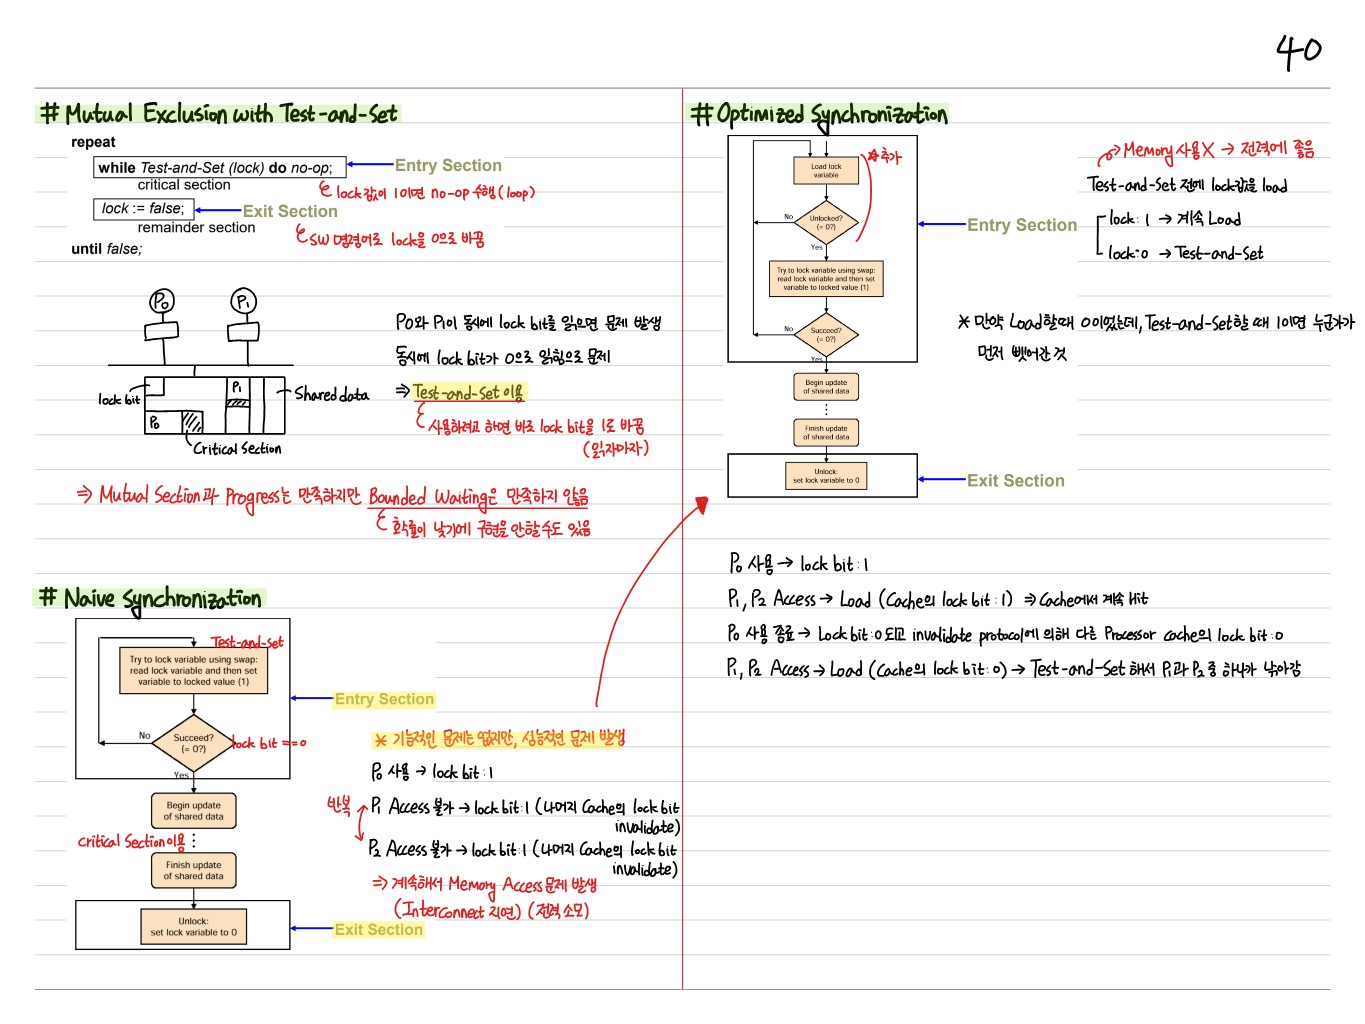 40
# Mutual Exclusion with Test-and-Set
repeat
while Test-and-Set (lock) do no-op;
Entry Section
critical section
lock값이 1이면 no-op 수행 (loop)
lock := false;
Exit Section
remainder section
SW 명령어로 lock을 0으로 바꿈
until false;
P0
P1
lock bit
P1
P0
Shared data
Critical Section
P0와 P1이 동시에 lock bit를 읽으면 문제 발생
동시에 lock bit가 0으로 읽힘으로 문제
⇒ Test-and-Set 이용
사용하려고 하면 바로 lock bit을 1로 바꿈
(읽자마자)
⇒ Mutual Section과 Progress는 만족하지만 Bounded Waiting은 만족하지 않음
확률이 낮기에 구현을 안할수도 있음
# Naive Synchronization
Test-and-set
Try to lock variable using swap:
read lock variable and then set
variable to locked value (1)
Entry Section
No
Succeed?
(= 0?)
lock bit == 0
Yes
Begin update
of shared data
Critical Section 이용
⋮
Finish update
of shared data
Unlock:
set lock variable to 0
Exit Section
* 기능적인 문제는 없지만, 성능적인 문제 발생
P0 사용 → lock bit : 1
반복
P1 Access 불가 → lock bit : 1 (나머지 Cache의 lock bit
invalidate)
P2 Access 불가 → lock bit : 1 (나머지 Cache의 lock bit
invalidate)
⇒ 계속해서 Memory Access 문제 발생
(Interconnect 지연) (전력 소모)
# Optimized Synchronization
Load lock
variable
추가
No
Unlocked?
(= 0?)
Yes
Entry Section
Try to lock variable using swap:
read lock variable and then set
variable to locked value (1)
No
Succeed?
(= 0?)
Yes
Begin update
of shared data
⋮
Finish update
of shared data
Unlock:
set lock variable to 0
Exit Section
Memory 사용X → 전력에 좋음
Test-and-Set 전에 lock값을 load
lock : 1 → 계속 Load
lock : 0 → Test-and-Set
* 만약 Load할때 0이었는데, Test-and-Set할 때 1이면 누군가가
먼저 뺏어간 것
P0 사용 → lock bit : 1
P1, P2 Access → Load (Cache의 lock bit : 1) ⇒ Cache에서 계속 Hit
P0 사용 종료 → Lock bit : 0 되고 invalidate protocol에 의해 다른 Processor cache의 lock bit : 0
P1, P2 Access → Load (Cache의 lock bit : 0) → Test-and-Set 해서 P1과 P2 중 하나가 낚아감